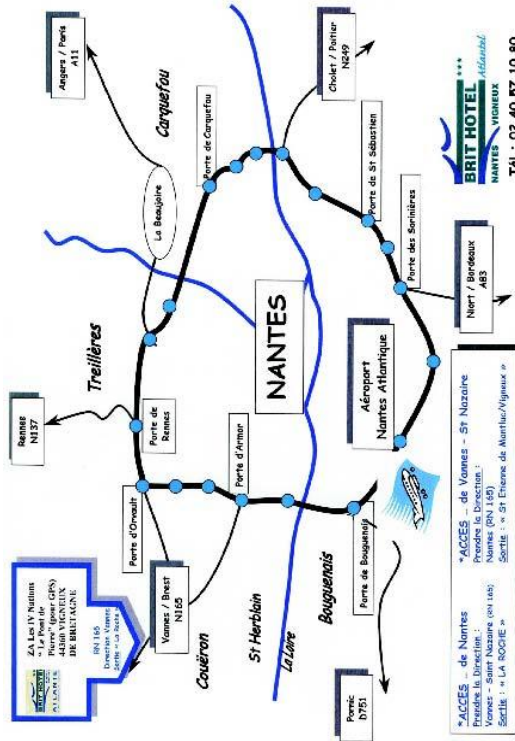 BRIT HOTEL
ATLANTEL
ZA Les IV Nations
"Le Pont de
Pierre" (pour GPS)
44360 VIGNEUX
DE BRETAGNE
RN 165
Direction Vannes
Sortie « La Roche »
Rennes
N137
Treillères
Angers / Paris
A11
Carquefou
La Beaujoire
Porte de Carquefou
Porte d'Orvault
Porte de
Rennes
Vannes / Brest
N165
Porte d'Armor
Couëron
St Herblain
La Loire
NANTES
Cholet / Poitier
N249
Bouguenais
Porte de Bouguenais
Pornic
D751
Aéroport
Nantes Atlantique
Porte de St Sébastien
Porte des Sorinières
Niort / Bordeaux
A83
*ACCES _ de Nantes
Prendre la Direction :
Vannes - Saint Nazaire (RN 165)
Sortie : « LA ROCHE »
*ACCES _ de Vannes - St Nazaire
Prendre la Direction :
Nantes (RN 165)
Sortie : « St Etienne de Montluc/Vigneux »
BRIT HOTEL ***
Atlantel
NANTES VIGNEUX
Tél : 02 40 57 10 80